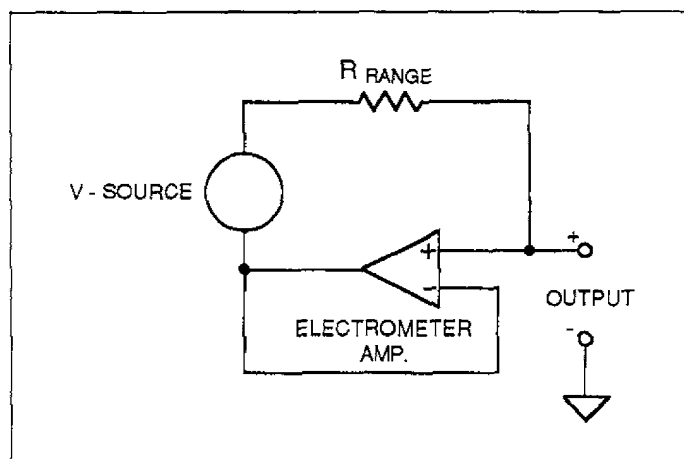 R RANGE
V - SOURCE
+
-
+
OUTPUT
-
ELECTROMETER
AMP.